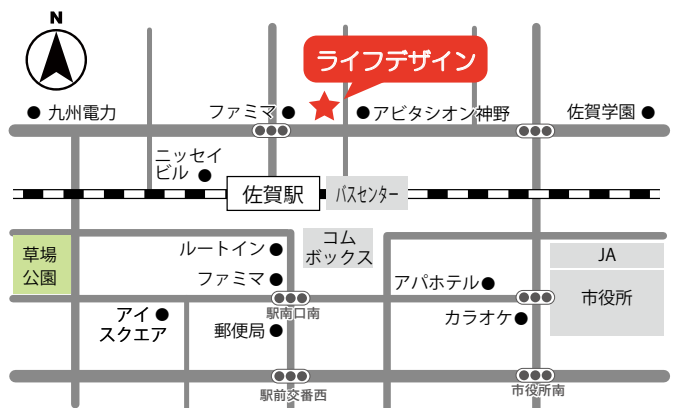 N
ライフデザイン
九州電力
ファミマ
アビタシオン神野
佐賀学園
ニッセイ
ビル
佐賀駅
バスセンター
コム
ボックス
草場
公園
ルートイン
ファミマ
JA
市役所
アパホテル
カラオケ
駅南口南
アイ
スクエア
郵便局
駅前交番西
市役所南